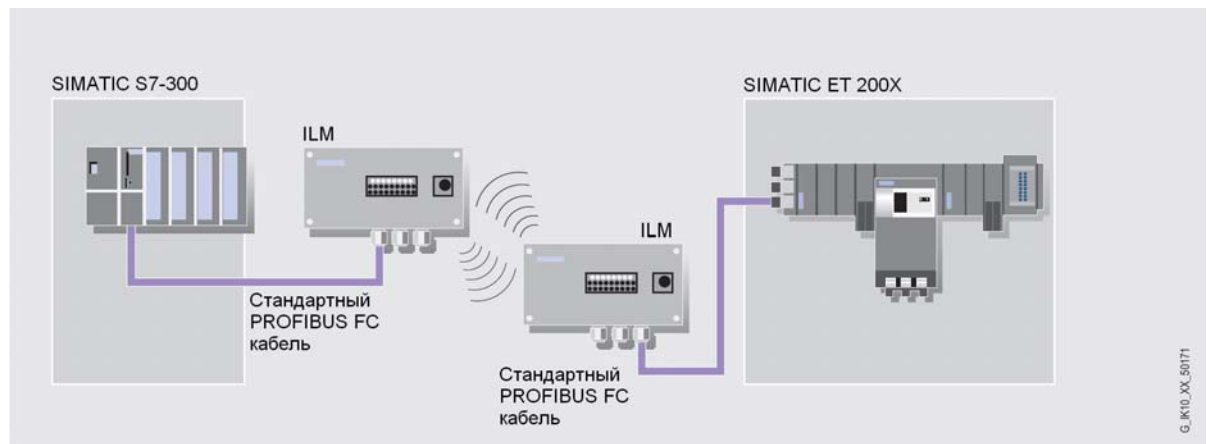 SIMATIC S7-300
ILM
Стандартный
PROFIBUS FC
кабель
SIMATIC ET 200X
ILM
Стандартный
PROFIBUS FC
кабель
G_IK10_XX_50171